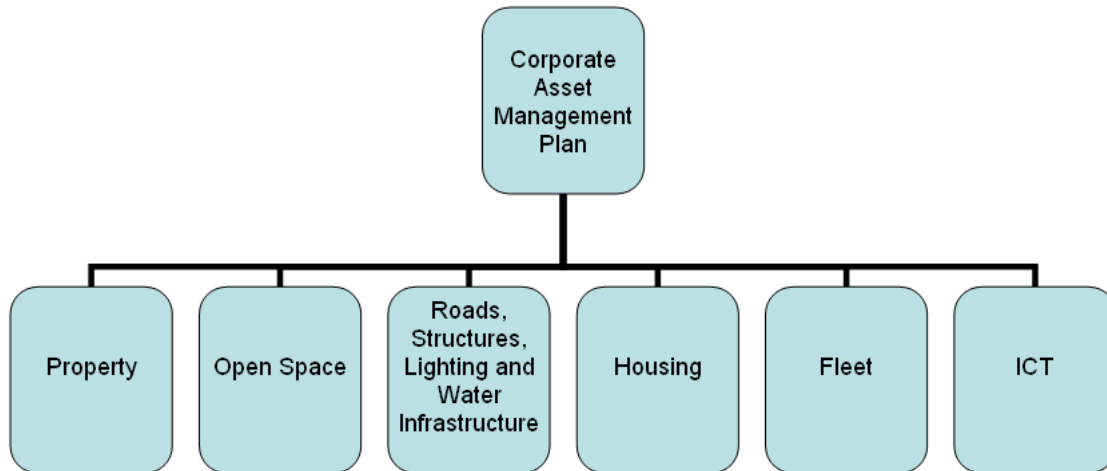 Corporate
Asset
Management
Plan
Property
Open Space
Roads,
Structures,
Lighting and
Water
Infrastructure
Housing
Fleet
ICT